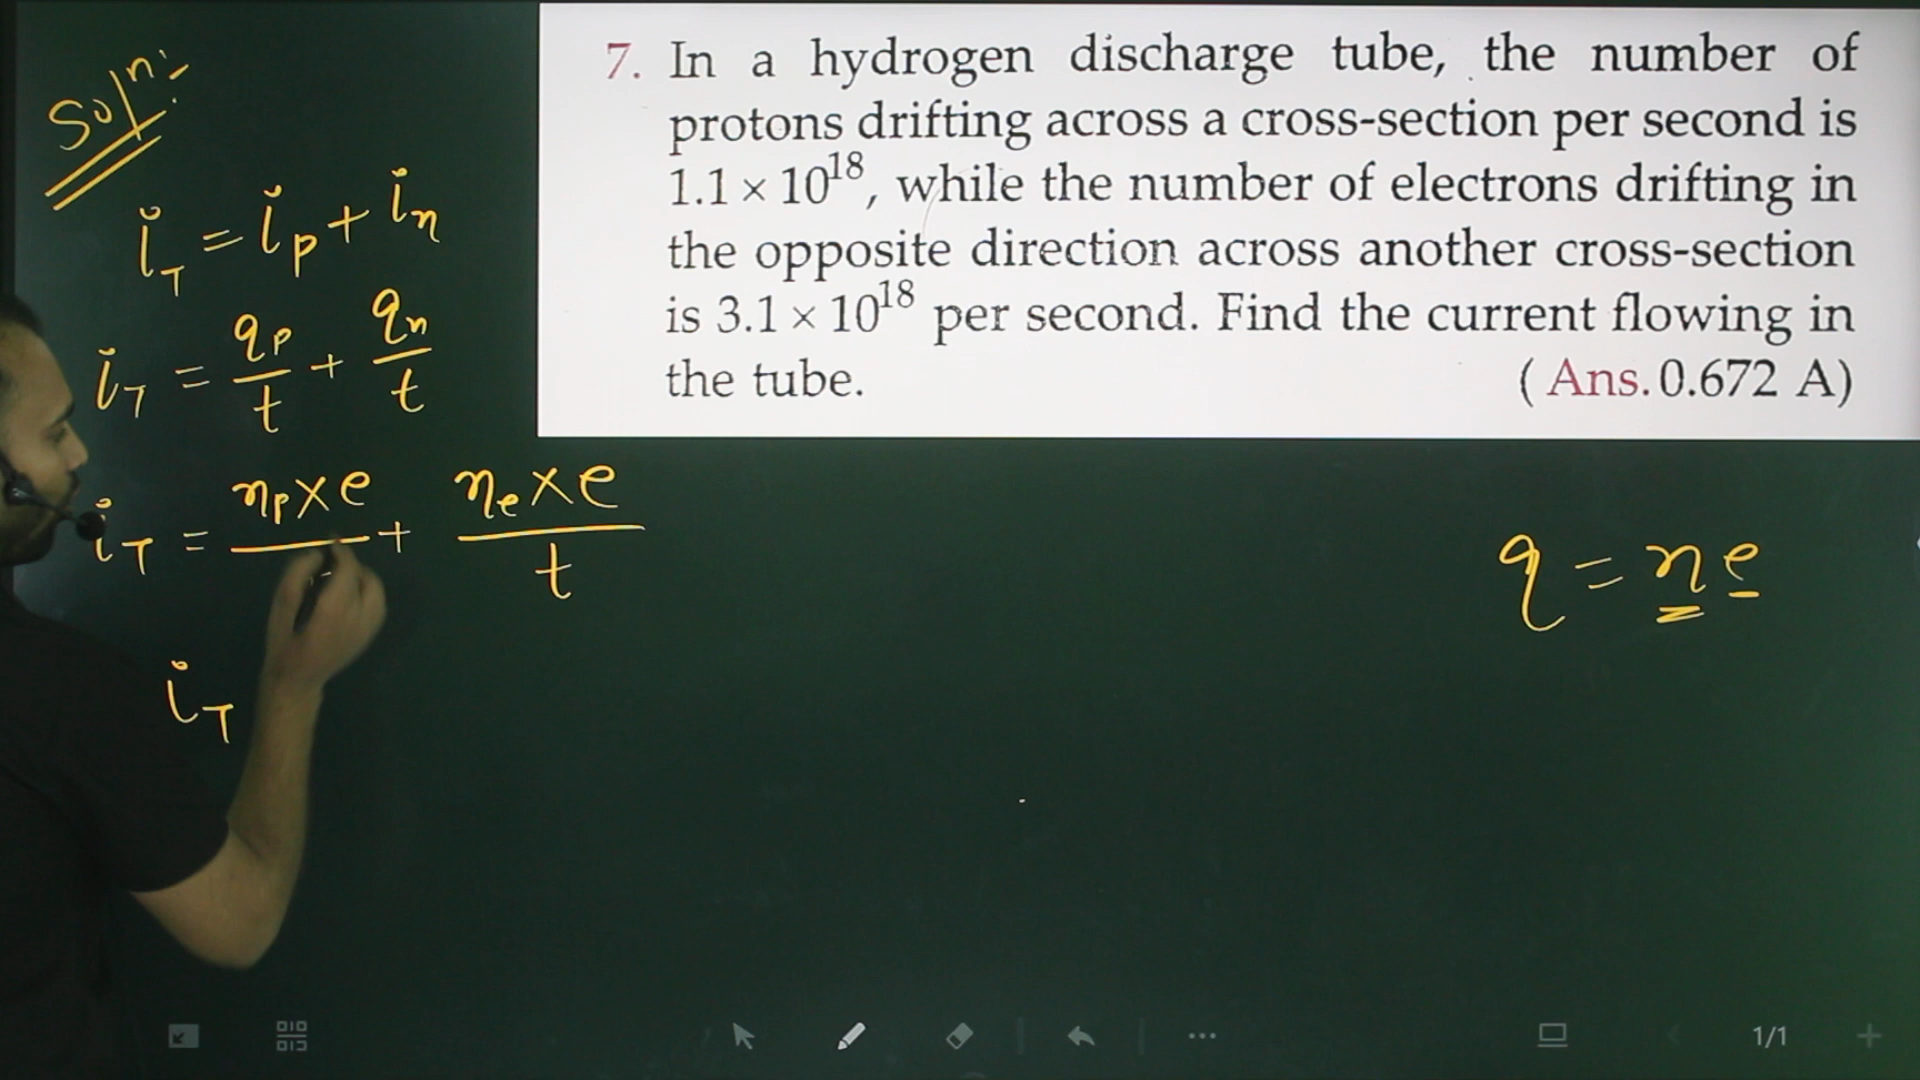 Soln:-
i_T = i_p + i_n
i_T = q_p/t + q_n/t
i_T = n_p×e/ + n_e×e/t
i_T
7. In a hydrogen discharge tube, the number of
protons drifting across a cross-section per second is
1.1 × 10^18, while the number of electrons drifting in
the opposite direction across another cross-section
is 3.1 × 10^18 per second. Find the current flowing in
the tube. (Ans. 0.672 A)
q = ne
1/1